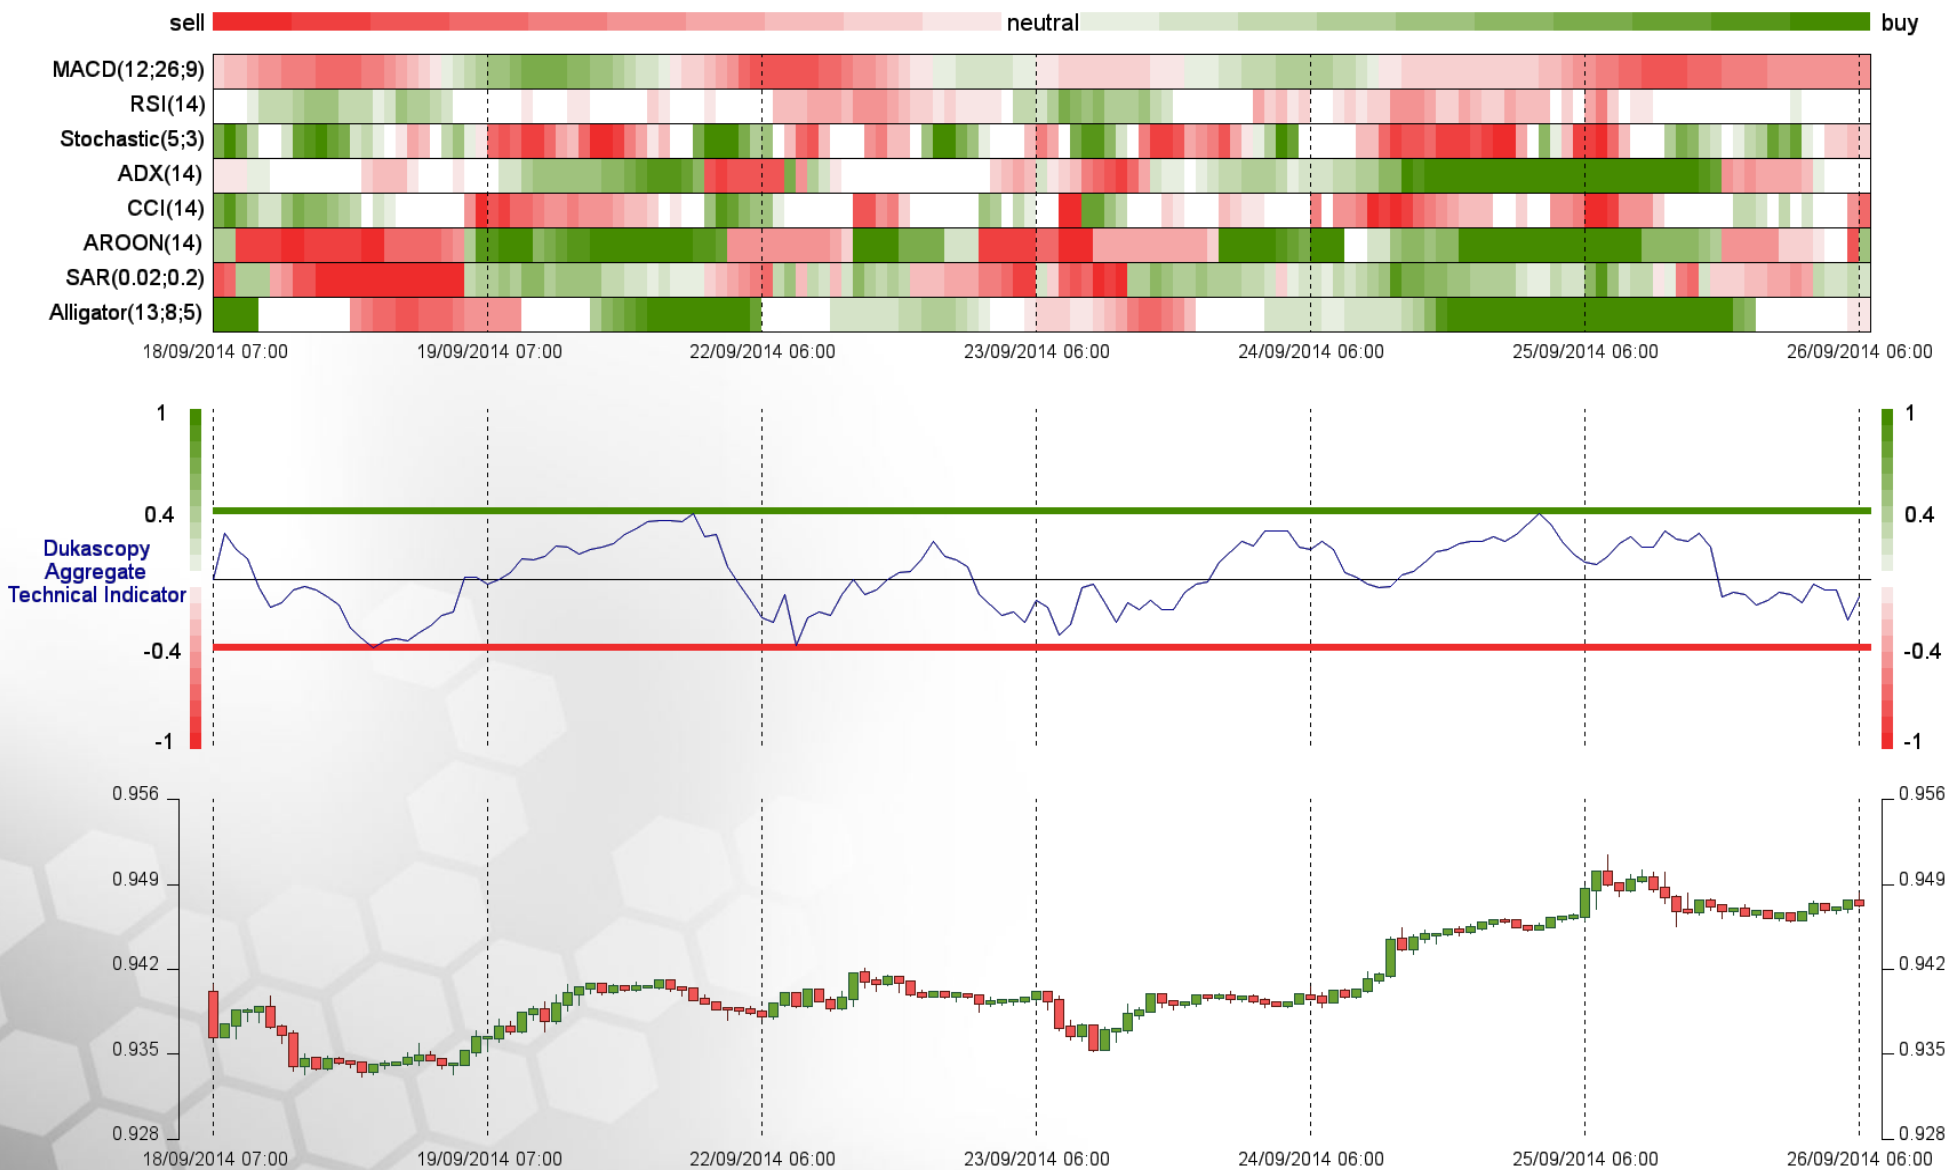 sell neutral buy
MACD(12;26;9)
RSI(14)
Stochastic(5;3)
ADX(14)
CCI(14)
AROON(14)
SAR(0.02;0.2)
Alligator(13;8;5)
18/09/2014 07:00 19/09/2014 07:00 22/09/2014 06:00 23/09/2014 06:00 24/09/2014 06:00 25/09/2014 06:00 26/09/2014 06:00
1 1
0.4 0.4
Dukascopy
Aggregate
Technical Indicator
-0.4 -0.4
-1 -1
0.956 0.956
0.949 0.949
0.942 0.942
0.935 0.935
0.928 0.928
18/09/2014 07:00 19/09/2014 07:00 22/09/2014 06:00 23/09/2014 06:00 24/09/2014 06:00 25/09/2014 06:00 26/09/2014 06:00